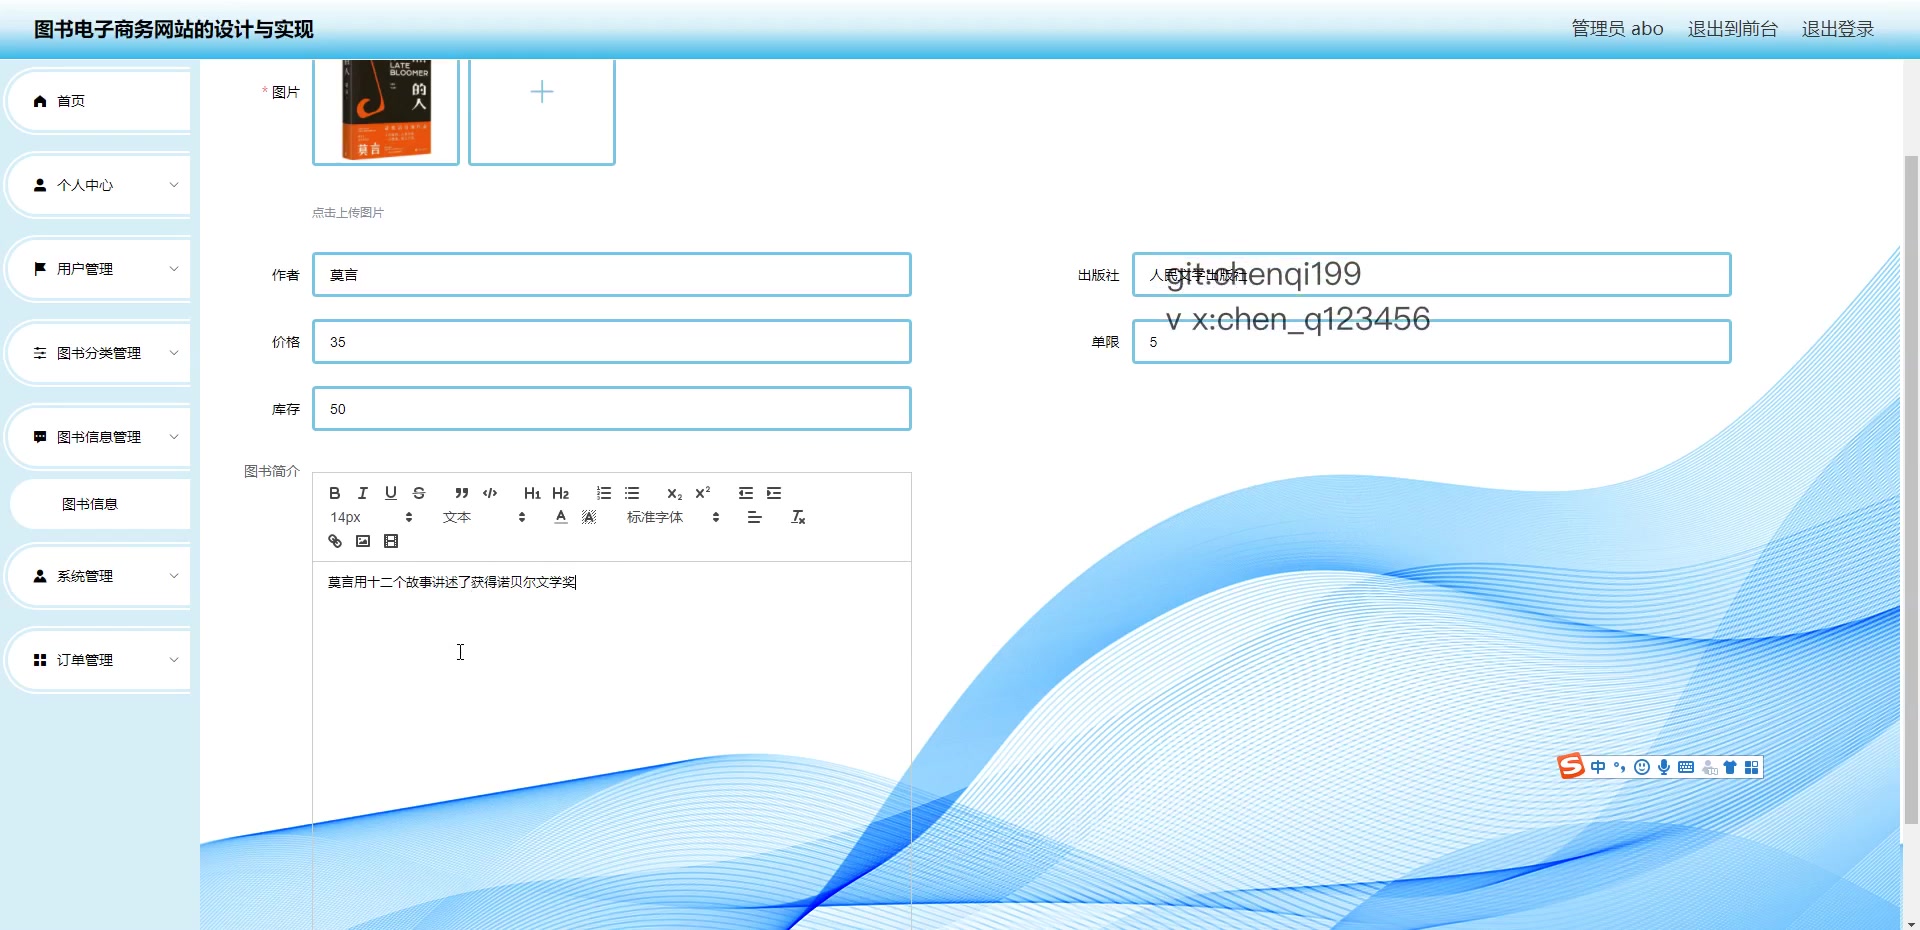 图书电子商务网站的设计与实现
管理员 abo 退出到前台 退出登录
首页
个人中心
用户管理
图书分类管理
图书信息管理
图书信息
系统管理
订单管理
* 图片
LATE
BLOOMER
的
人
莫言
点击上传图片
作者 莫言
出版社 人民文学出版社
git:chenqi199
v x:chen_q123456
价格 35
单限 5
库存 50
图书简介
B I U S H1 H2 X2 X2
14px 文本 A A 标准字体 Tx
莫言用十二个故事讲述了获得诺贝尔文学奖
S 中